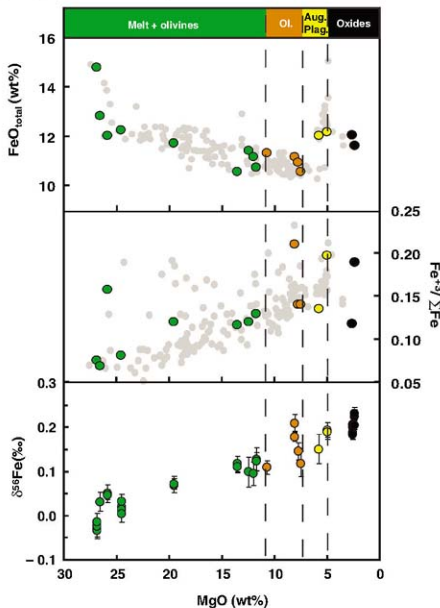 Melt + olivines
Ol.
Aug.
Plag.
Oxides
16
14
12
10
FeO total (wt%)
0.25
0.20
0.15
0.10
0.05
Fe+3/∑Fe
0.3
0.2
0.1
0.0
−0.1
δ56Fe(‰)
30 25 20 15 10 5 0
MgO (wt%)